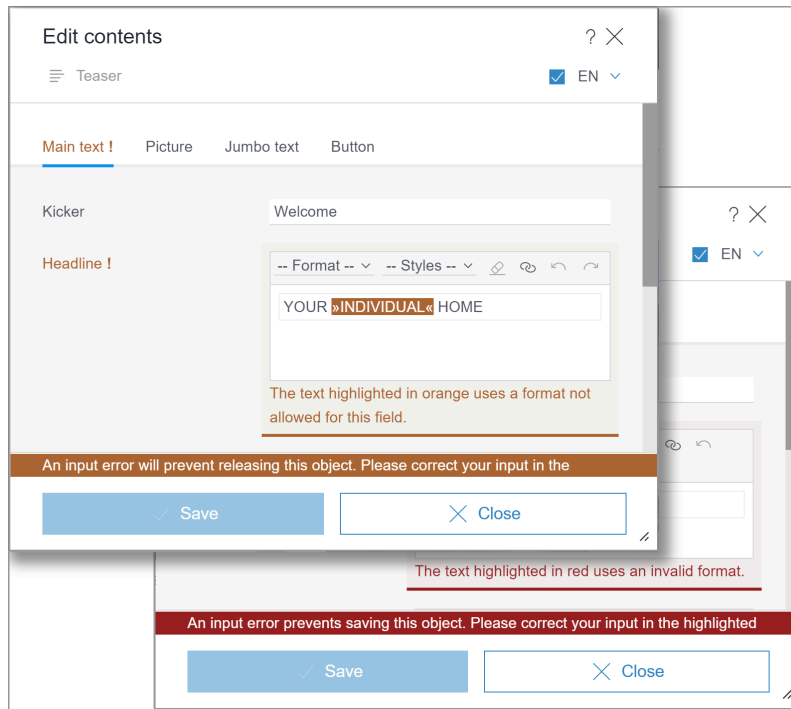 Edit contents ?
Teaser EN
Main text ! Picture Jumbo text Button
Kicker Welcome
Headline !
-- Format -- -- Styles --
YOUR »INDIVIDUAL« HOME
The text highlighted in orange uses a format not
allowed for this field.
An input error will prevent releasing this object. Please correct your input in the
Save Close
?
EN
The text highlighted in red uses an invalid format.
An input error prevents saving this object. Please correct your input in the highlighted
Save Close